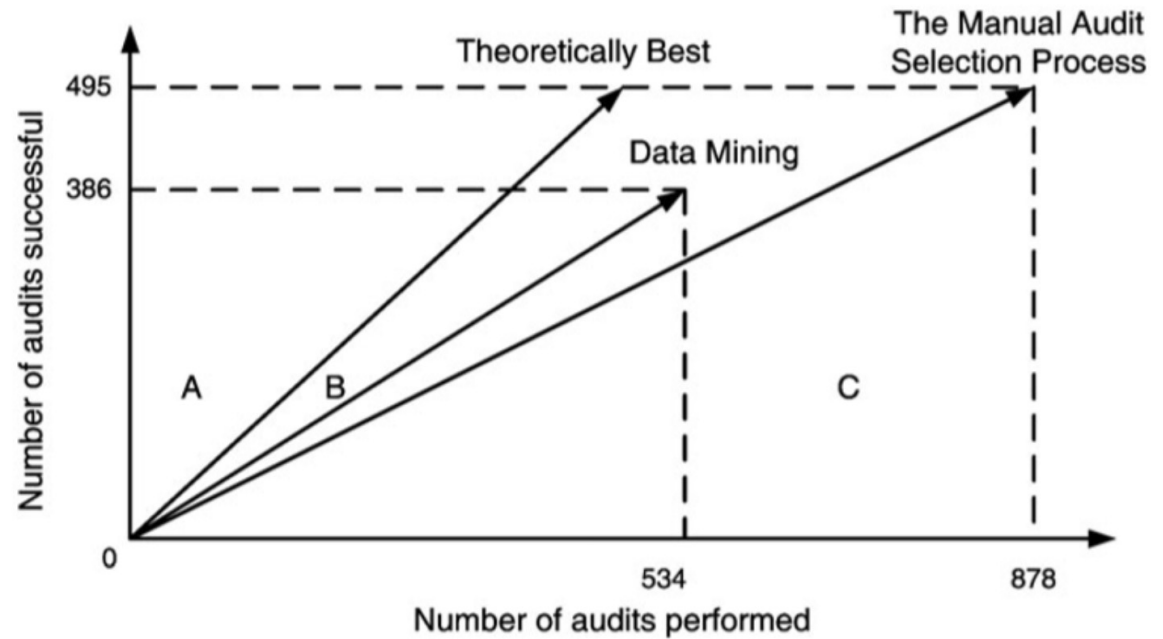 The Manual Audit
Selection Process
Theoretically Best
495
Data Mining
386
Number of audits successful
A
B
C
0
534
878
Number of audits performed